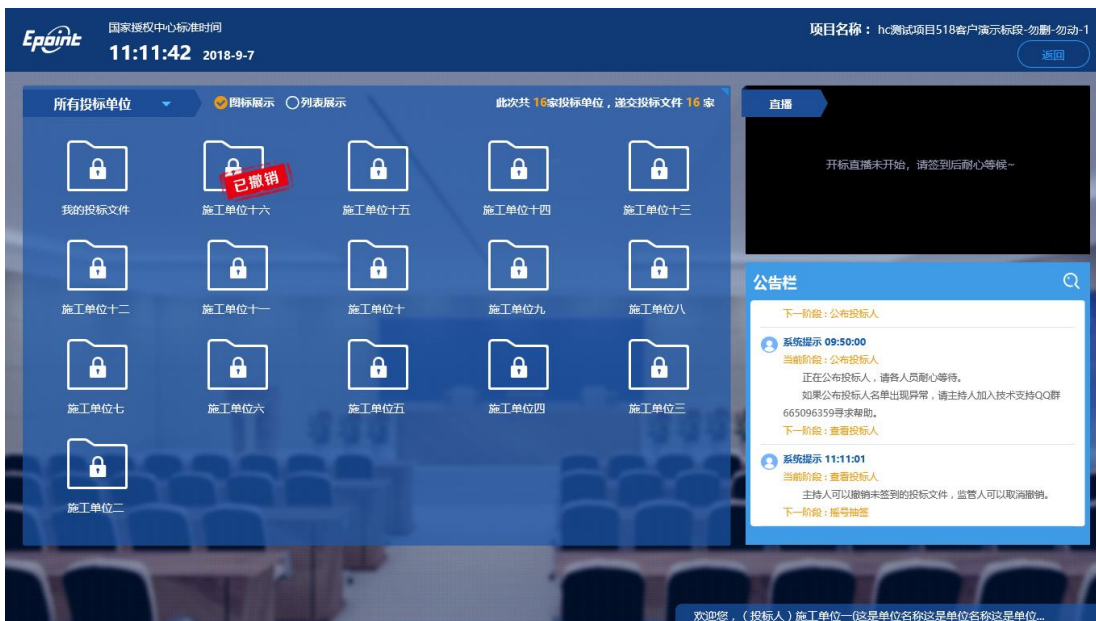 Epoint
国家授权中心标准时间
11:11:42 2018-9-7
项目名称：hc测试项目518客户演示标段-勿删-勿动-1
返回
所有投标单位
图标展示 列表展示
此次共 16家投标单位，递交投标文件 16 家
我的投标文件
已撤销
施工单位十六
施工单位十五
施工单位十四
施工单位十三
施工单位十二
施工单位十一
施工单位十
施工单位九
施工单位八
施工单位七
施工单位六
施工单位五
施工单位四
施工单位三
施工单位二
直播
开标直播未开始，请签到后耐心等候~
公告栏
下一阶段：公布投标人
系统提示 09:50:00
当前阶段：公布投标人
正在公布投标人，请各人员耐心等待。
如果公布投标人名单出现异常，请主持人加入技术支持QQ群
665096359寻求帮助。
下一阶段：查看投标人
系统提示 11:11:01
当前阶段：查看投标人
主持人可以撤销未签到的投标文件，监管人可以取消撤销。
下一阶段：摇号抽签
欢迎您，（投标人）施工单位一(这是单位名称这是单位名称这是单位...